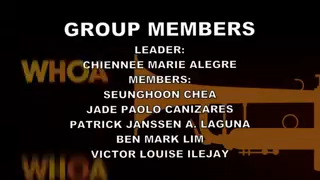 GROUP MEMBERS
LEADER:
CHIENNEE MARIE ALEGRE
WHOA
MEMBERS:
SEUNGHOON CHEA
JADE PAOLO CANIZARES
PATRICK JANSSEN A. LAGUNA
BEN MARK LIM
WHOA
VICTOR LOUISE ILEJAY